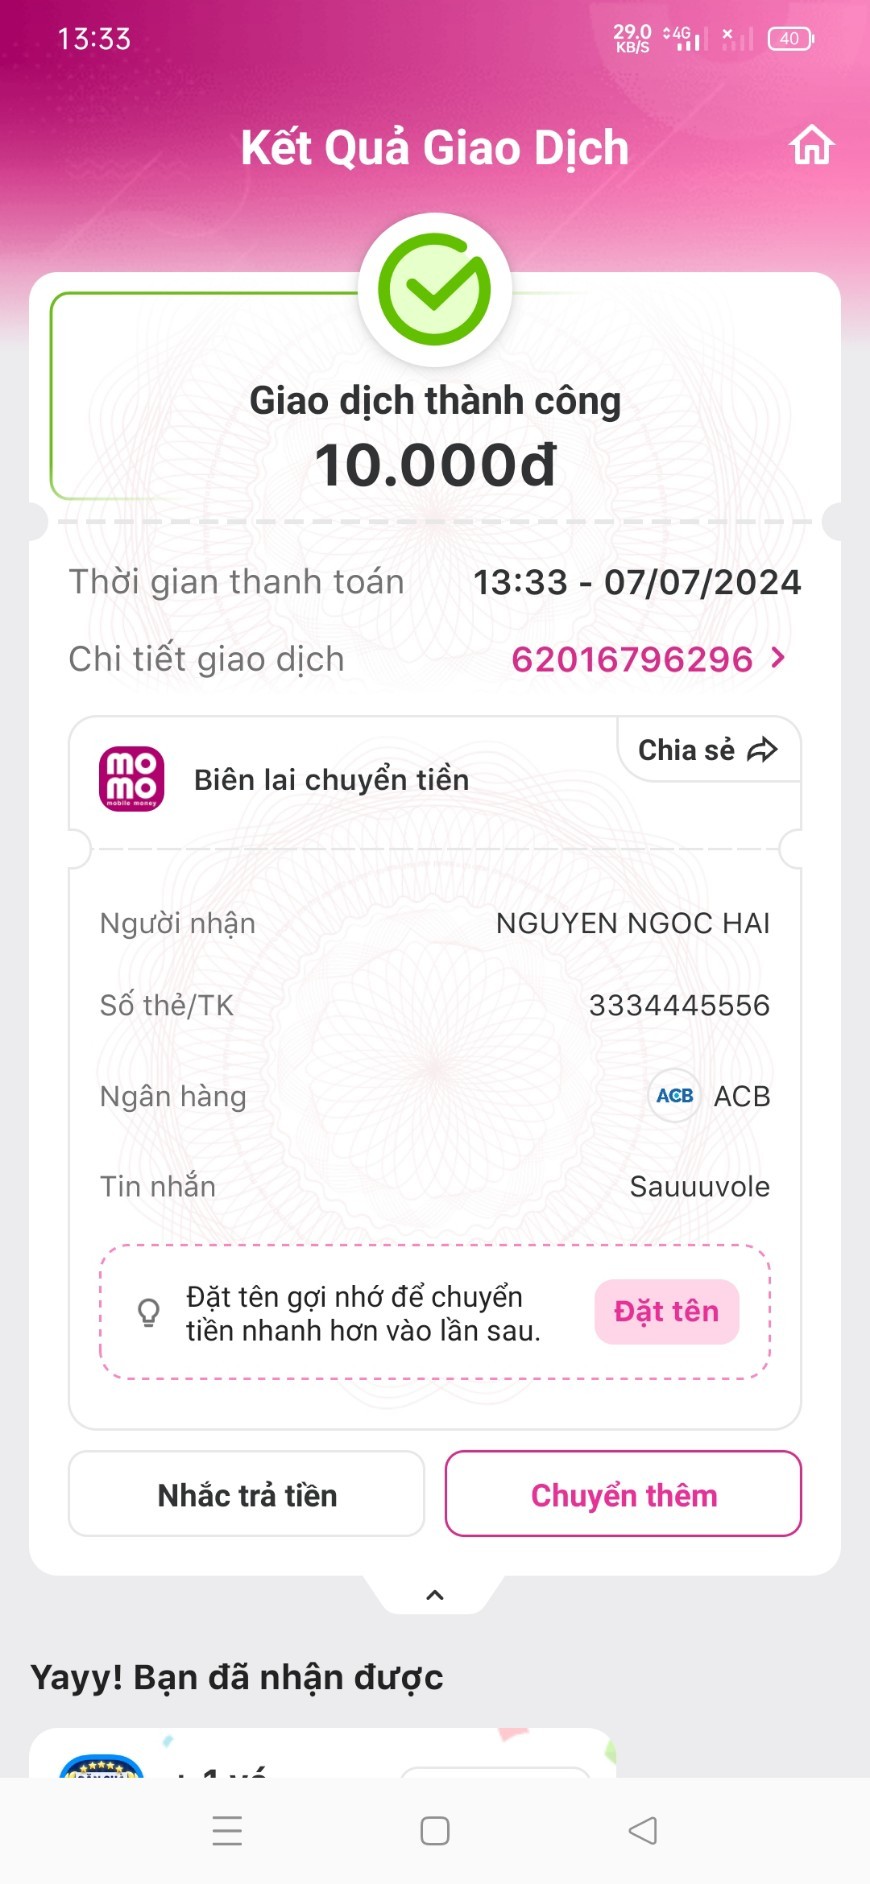 13:33
29.0 KB/S 4G 40
Kết Quả Giao Dịch
Giao dịch thành công
10.000đ
Thời gian thanh toán 13:33 - 07/07/2024
Chi tiết giao dịch 62016796296
mo mo mobile money
Biên lai chuyển tiền
Chia sẻ
Người nhận NGUYEN NGOC HAI
Số thẻ/TK 3334445556
Ngân hàng ACB ACB
Tin nhắn Sauuuvole
Đặt tên gợi nhớ để chuyển
tiền nhanh hơn vào lần sau.
Đặt tên
Nhắc trả tiền Chuyển thêm
Yayy! Bạn đã nhận được